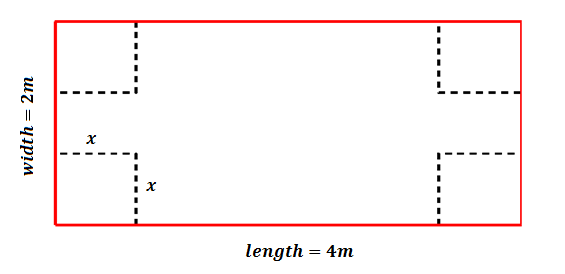 width = 2m
x
x
length = 4m